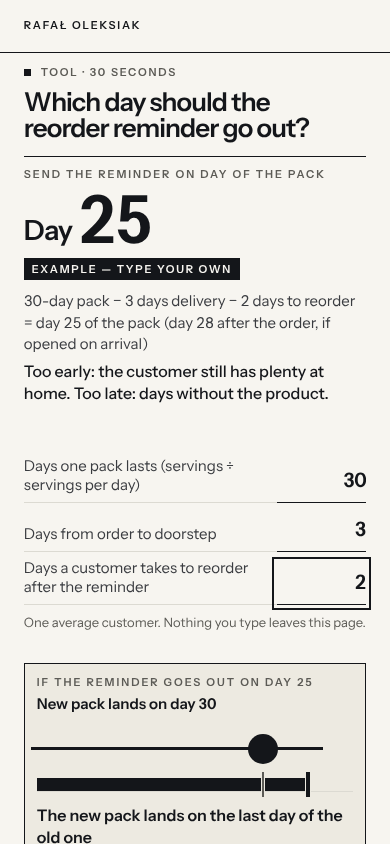 RAFAŁ OLEKSIAK
TOOL · 30 SECONDS
Which day should the
reorder reminder go out?
SEND THE REMINDER ON DAY OF THE PACK
Day 25
EXAMPLE — TYPE YOUR OWN
30-day pack − 3 days delivery − 2 days to reorder
= day 25 of the pack (day 28 after the order, if
opened on arrival)
Too early: the customer still has plenty at
home. Too late: days without the product.
Days one pack lasts (servings ÷
servings per day)
30
Days from order to doorstep
3
Days a customer takes to reorder
after the reminder
2
One average customer. Nothing you type leaves this page.
IF THE REMINDER GOES OUT ON DAY 25
New pack lands on day 30
The new pack lands on the last day of the
old one